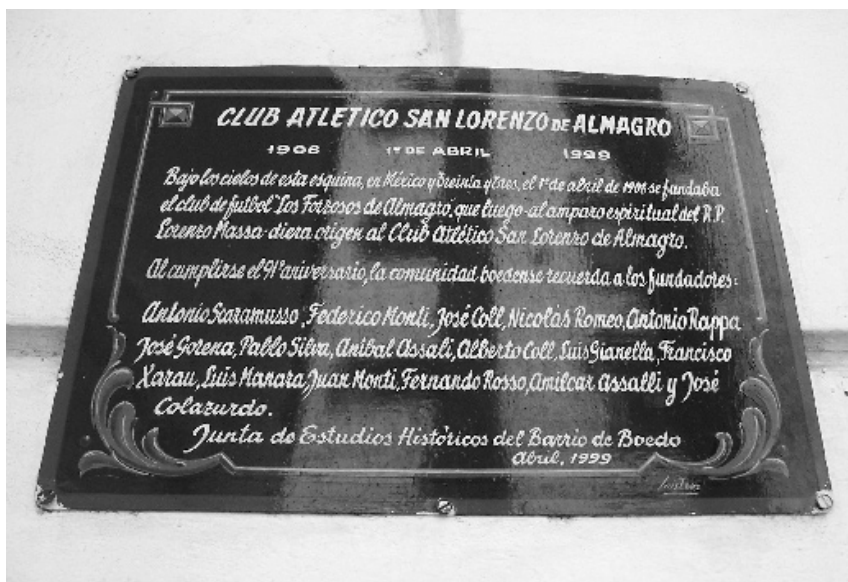 CLUB ATLETICO SAN LORENZO DE ALMAGRO
1908 1º DE ABRIL 1999
Bajo los cielos de esta esquina, en México y Treinta y Tres, el 1º de abril de 1908 se fundaba
el club de futbol "Los Forzosos de Almagro", que luego-al amparo espiritual del R.P.
Lorenzo Massa-diera origen al Club Atlético San Lorenzo de Almagro.
Al cumplirse el 91º aniversario, la comunidad boedense recuerda a los fundadores:
Antonio Scaramusso, Federico Monti, José Coll, Nicolás Romeo, Antonio Rappa
José Gorena, Pablo Silva, Aníbal Assali, Alberto Coll, Luis Gianella, Francisco
Xarau, Luis Manara, Juan Monti, Fernando Rosso, Amilcar Assalli y José
Colazurdo.
Junta de Estudios Históricos del Barrio de Boedo
Abril, 1999